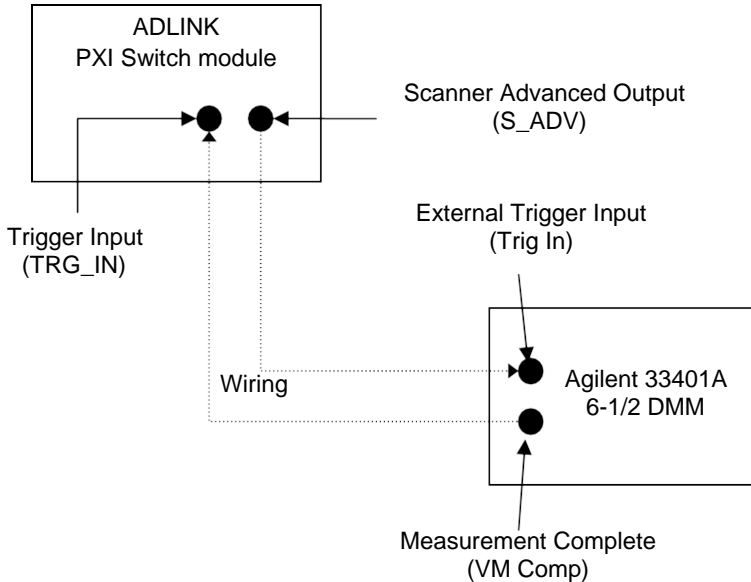 ADLINK
PXI Switch module
Scanner Advanced Output
(S_ADV)
Trigger Input
(TRG_IN)
External Trigger Input
(Trig In)
Wiring
Agilent 33401A
6-1/2 DMM
Measurement Complete
(VM Comp)